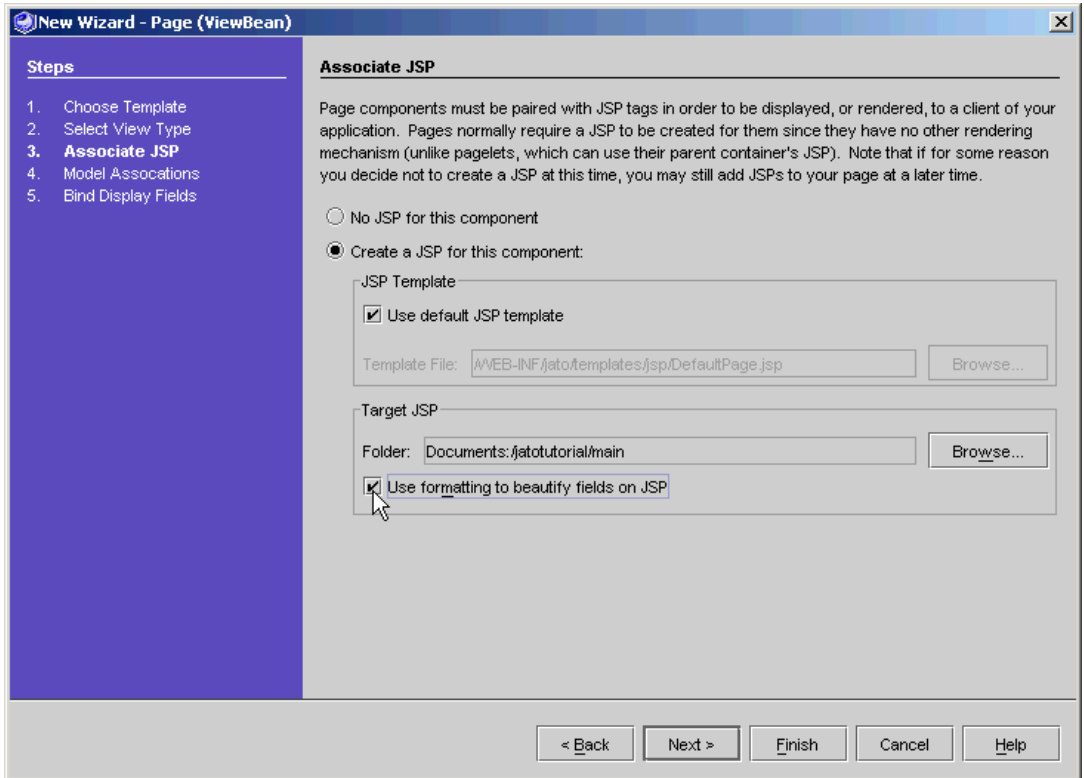 New Wizard - Page (ViewBean)
Steps
1. Choose Template
2. Select View Type
3. Associate JSP
4. Model Assocations
5. Bind Display Fields
Associate JSP
Page components must be paired with JSP tags in order to be displayed, or rendered, to a client of your
application. Pages normally require a JSP to be created for them since they have no other rendering
mechanism (unlike pagelets, which can use their parent container's JSP). Note that if for some reason
you decide not to create a JSP at this time, you may still add JSPs to your page at a later time.
No JSP for this component
Create a JSP for this component:
JSP Template
Use default JSP template
Template File: /WEB-INF/jato/templates/jsp/DefaultPage.jsp Browse...
Target JSP
Folder: Documents:/jatotutorial/main Browse...
Use formatting to beautify fields on JSP
< Back Next > Finish Cancel Help